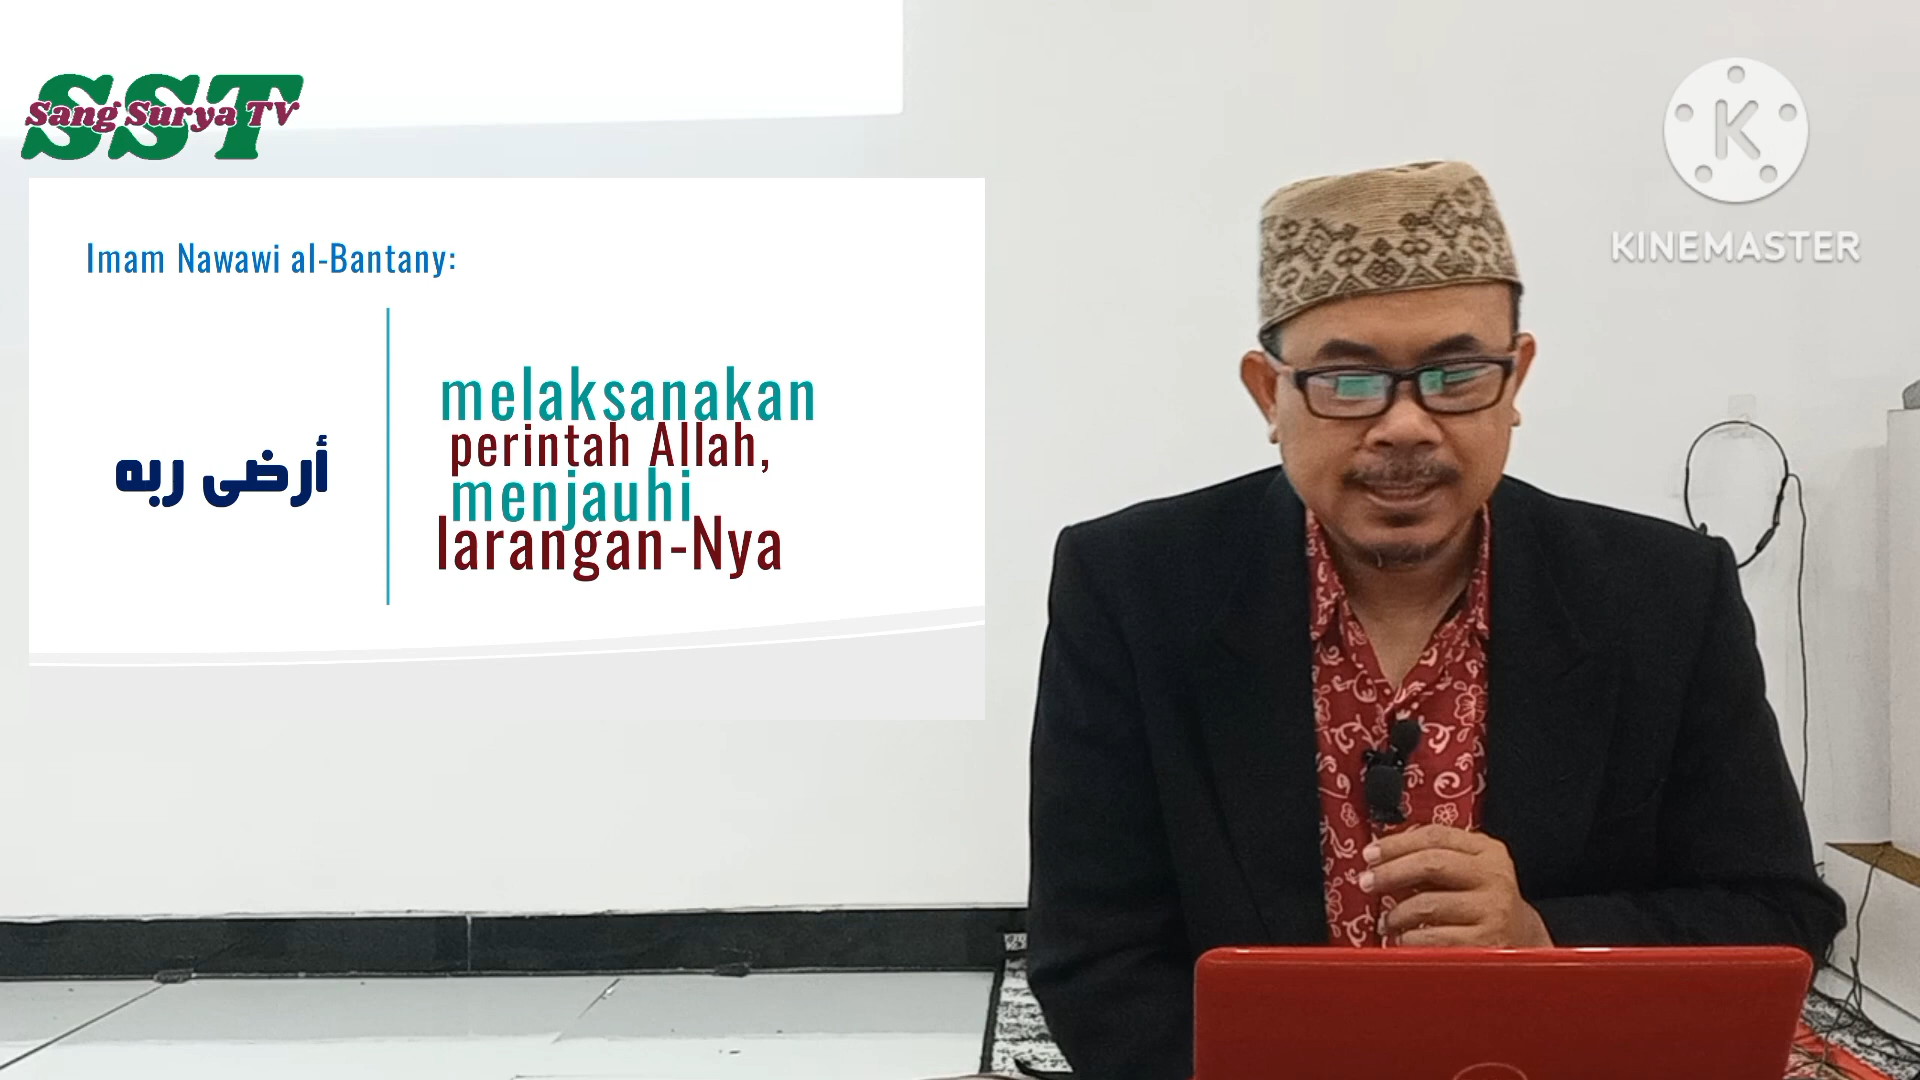 SST
Sang Surya TV
K
KINEMASTER
Imam Nawawi al-Bantany:
أرضى ربه
melaksanakan
perintah Allah,
menjauhi
larangan-Nya